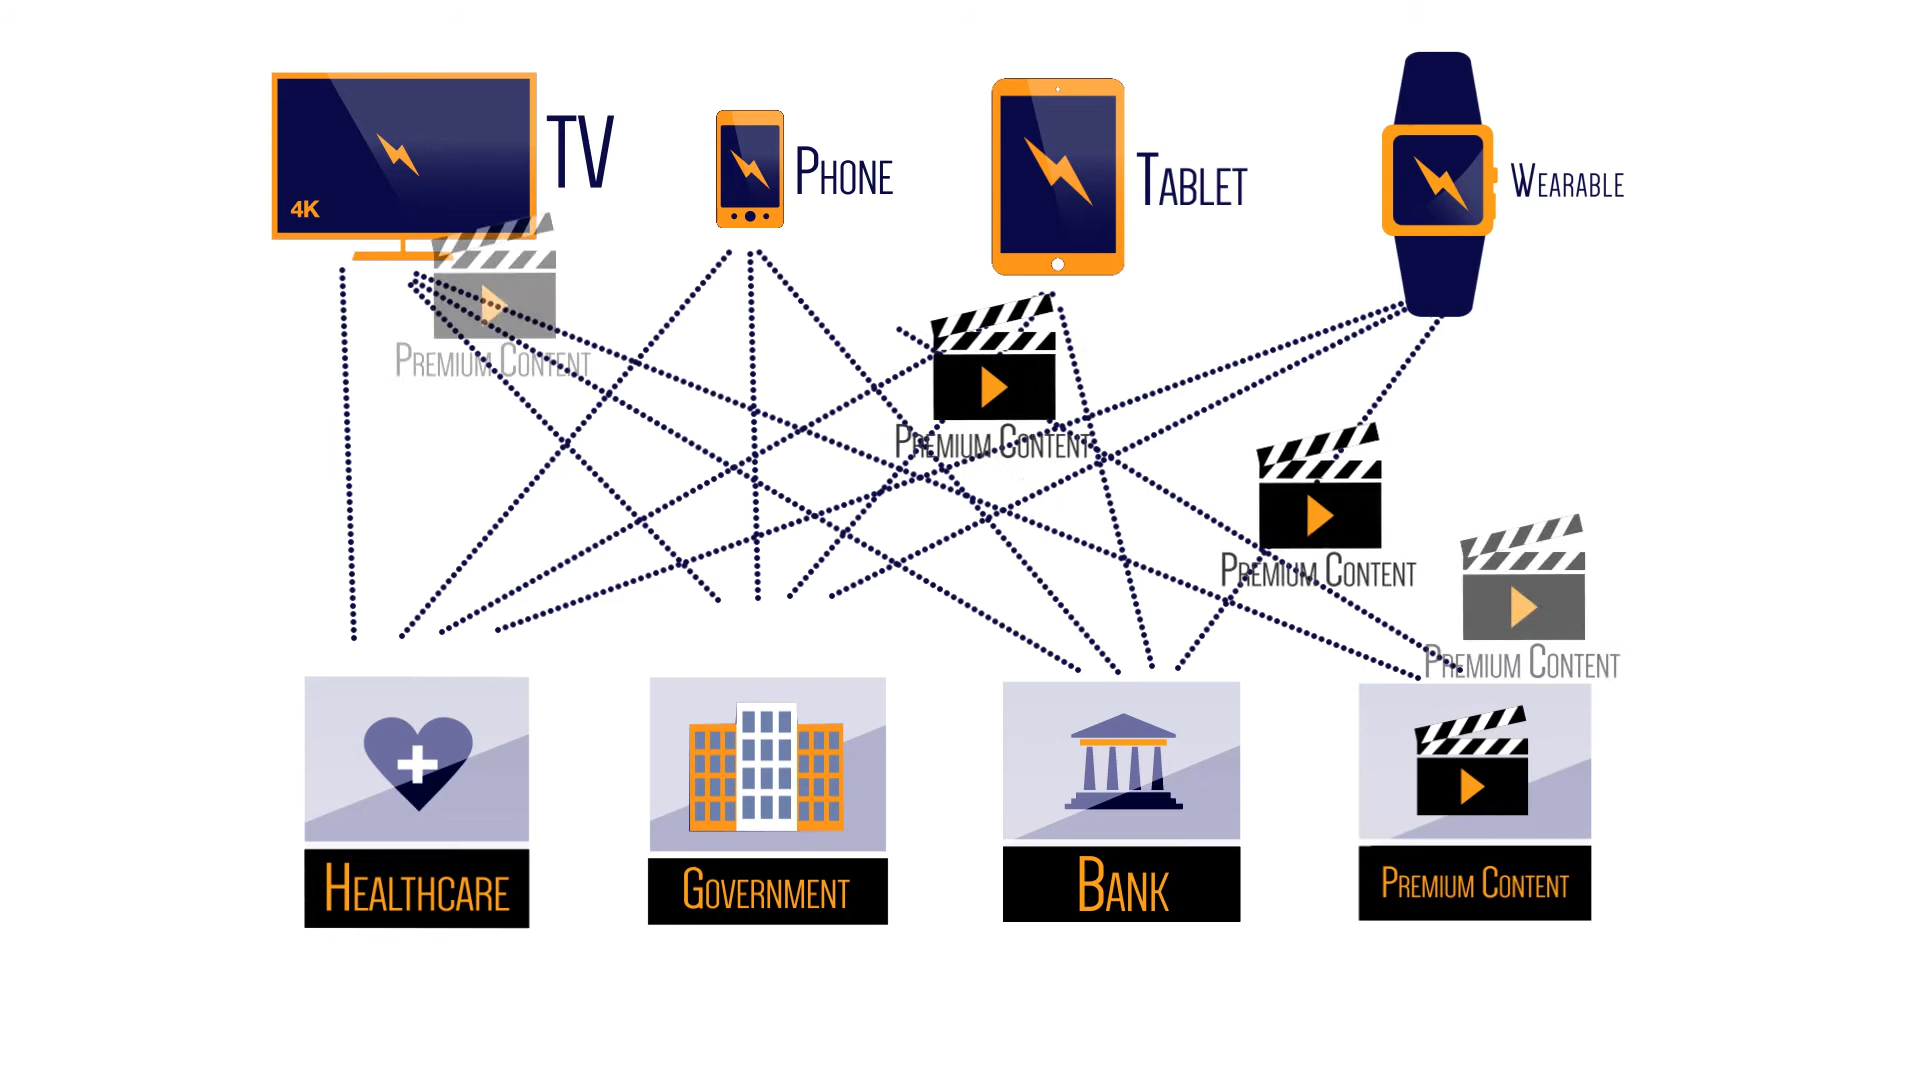 TV
Phone
Tablet
Wearable
4K
Premium Content
Premium Content
Premium Content
Premium Content
Healthcare
Government
Bank
Premium Content